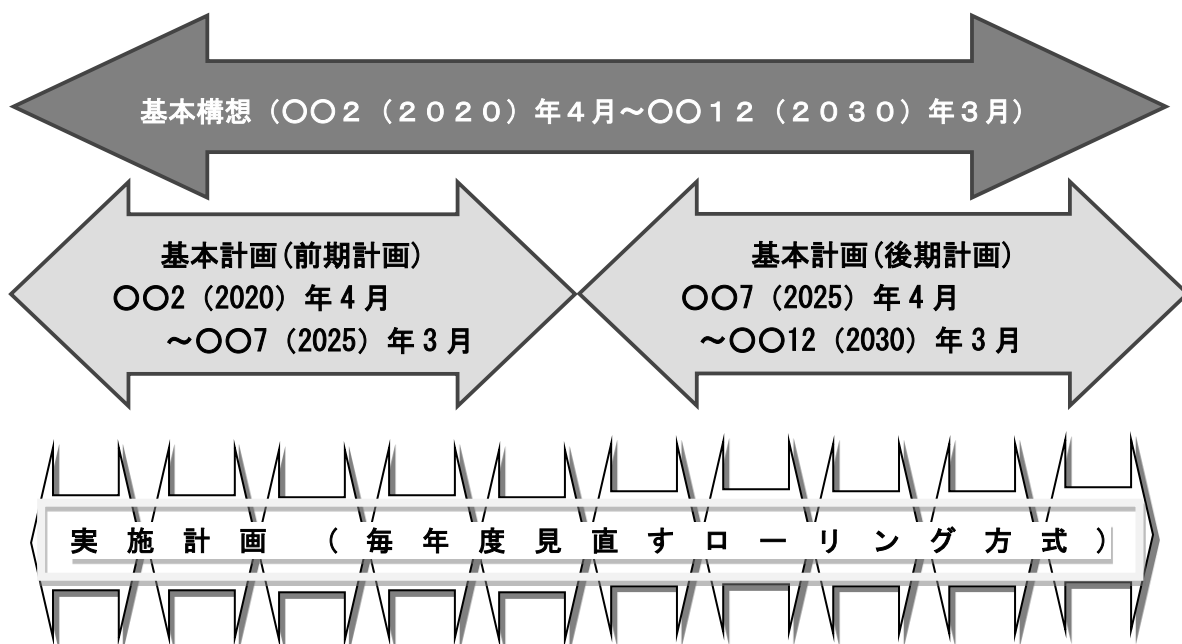 基本構想（〇〇２（２０２０）年４月～〇〇１２（２０３０）年３月）
基本計画(前期計画)
〇〇2（2020）年４月
～〇〇7（2025）年３月
基本計画(後期計画)
〇〇7（2025）年４月
～〇〇12（2030）年３月
実施計画（毎年度見直すローリング方式）